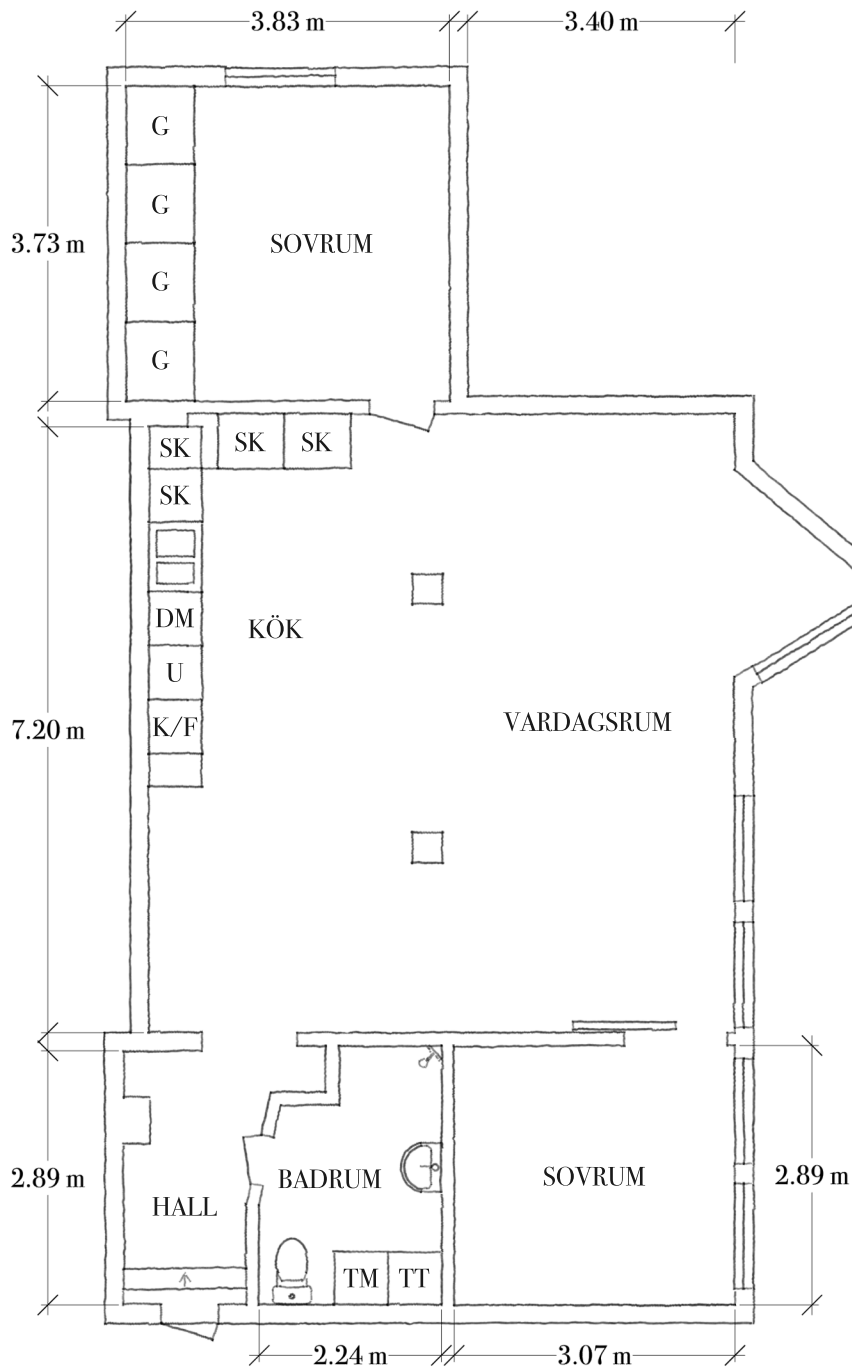 3.83 m
3.40 m
G
G
3.73 m
SOVRUM
G
G
SK
SK
SK
SK
DM
KÖK
U
7.20 m
K/F
VARDAGSRUM
2.89 m
BADRUM
SOVRUM
2.89 m
HALL
TM
TT
2.24 m
3.07 m